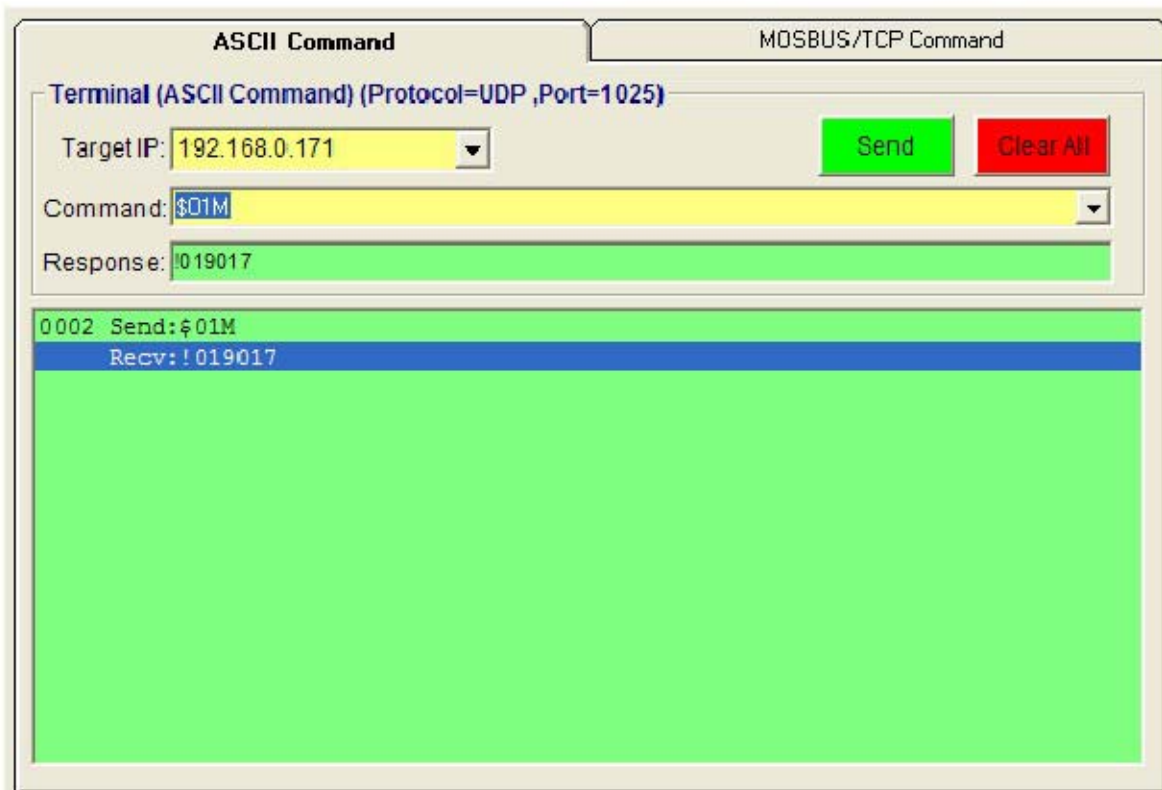 ASCII Command
MOSBUS/TCP Command
Terminal (ASCII Command) (Protocol=UDP ,Port=1025)
Target IP: 192.168.0.171
Send
Clear All
Command: $01M
Response: !019017
0002 Send:$01M
Recv:!019017